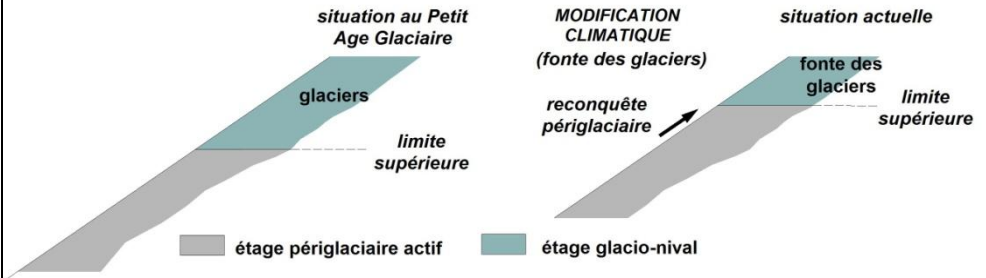 situation au Petit
Age Glaciaire
glaciers
limite
supérieure
MODIFICATION
CLIMATIQUE
(fonte des glaciers)
reconquête
périglaciaire
situation actuelle
fonte des
glaciers
limite
supérieure
étage périglaciaire actif
étage glacio-nival